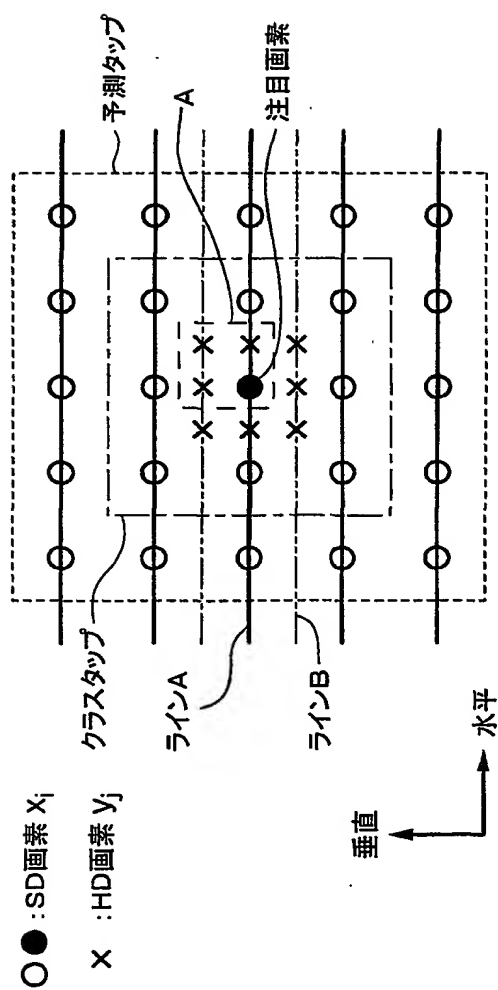 ○●：SD画素 xi
×：HD画素 yj
クラスタップ
ラインA
ラインB
予測タップ
A
注目画素
垂直
水平